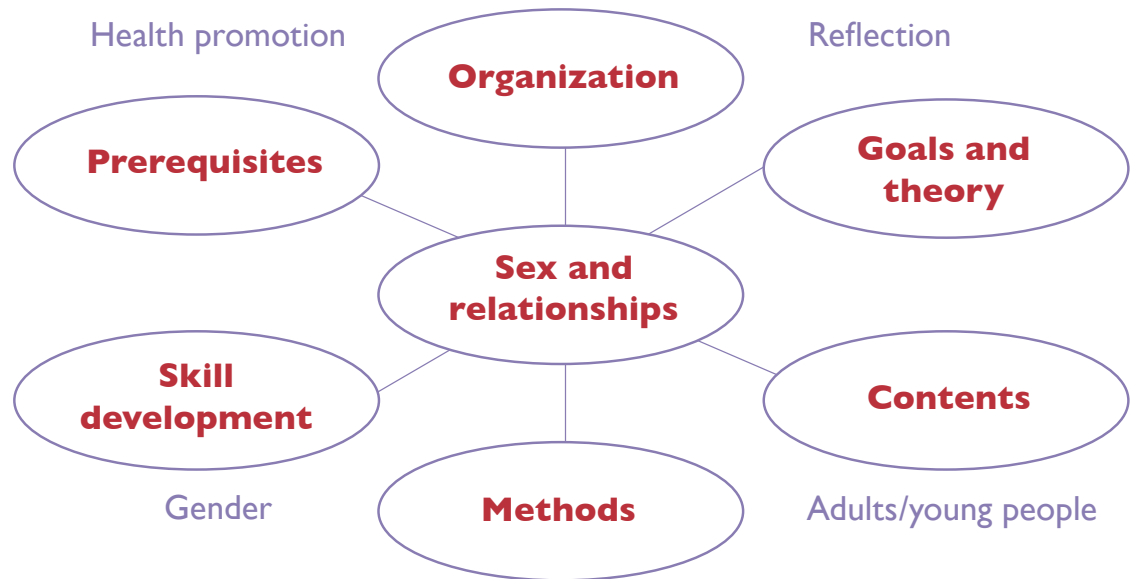 Health promotion
Reflection
Organization
Prerequisites
Goals and
theory
Sex and
relationships
Skill
development
Contents
Gender
Methods
Adults/young people